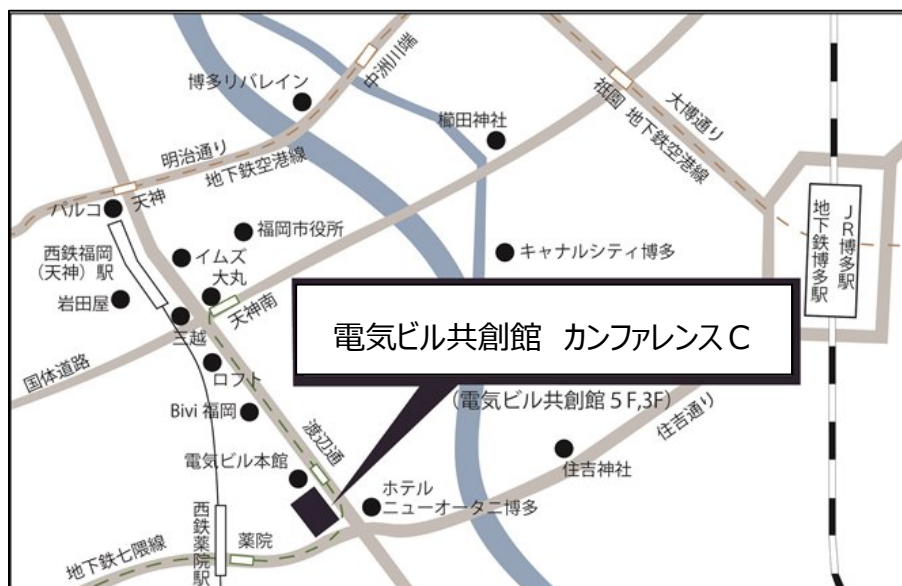 中洲川端
博多リバレイン
祇園
大博通り
地下鉄空港線
櫛田神社
明治通り
地下鉄空港線
天神
パルコ
福岡市役所
西鉄福岡
（天神）駅
イムズ
キャナルシティ博多
JR博多駅
地下鉄博多駅
大丸
岩田屋
天神南
三越
電気ビル共創館 カンファレンスC
国体道路
ロフト
（電気ビル共創館5F,3F）
Bivi福岡
渡辺通
住吉通り
電気ビル本館
住吉神社
ホテル
ニューオータニ博多
西鉄薬院駅
薬院
地下鉄七隈線